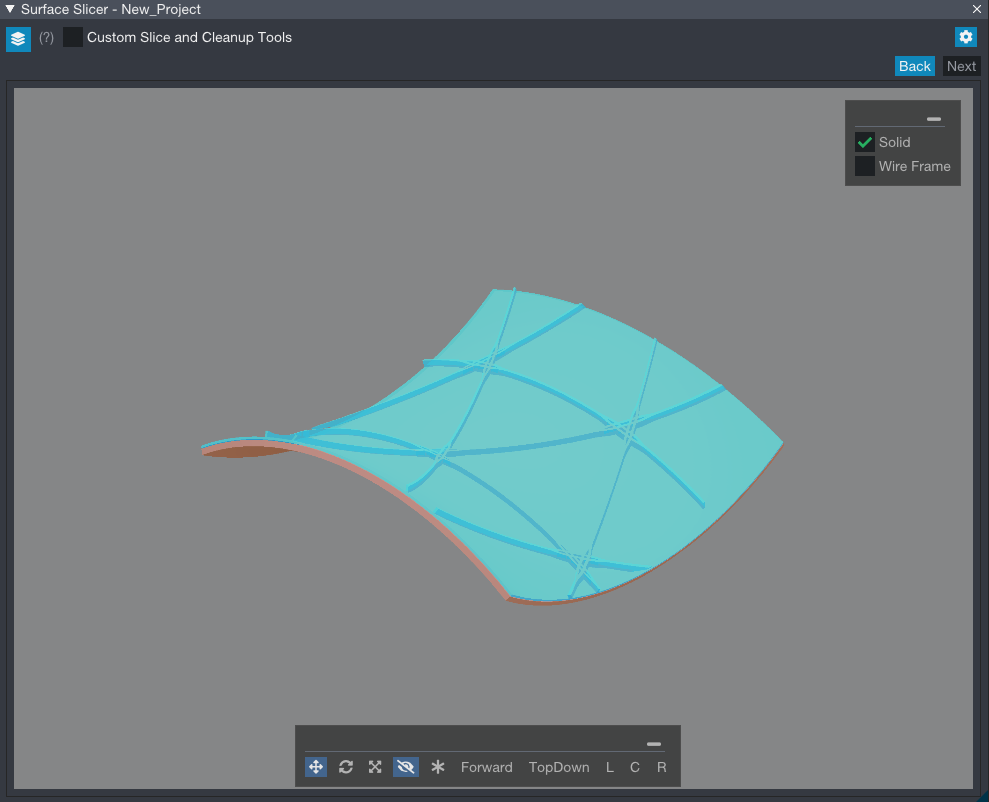 Surface Slicer - New_Project
(?) Custom Slice and Cleanup Tools
Back Next
Solid
Wire Frame
Forward TopDown L C R